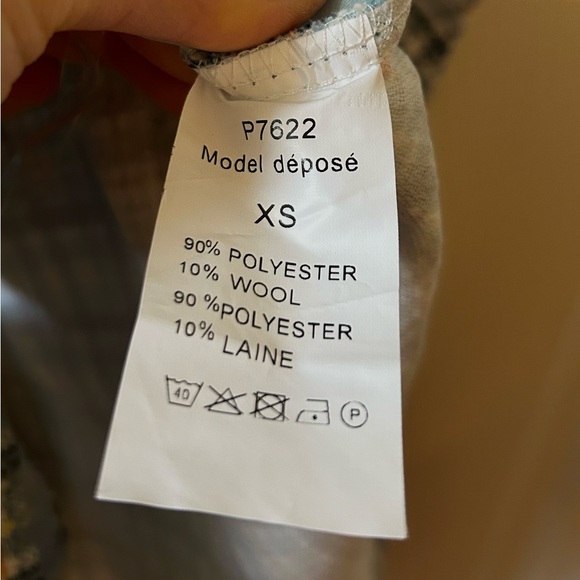 P7622
Model déposé
XS
90% POLYESTER
10% WOOL
90 %POLYESTER
10% LAINE
40 P